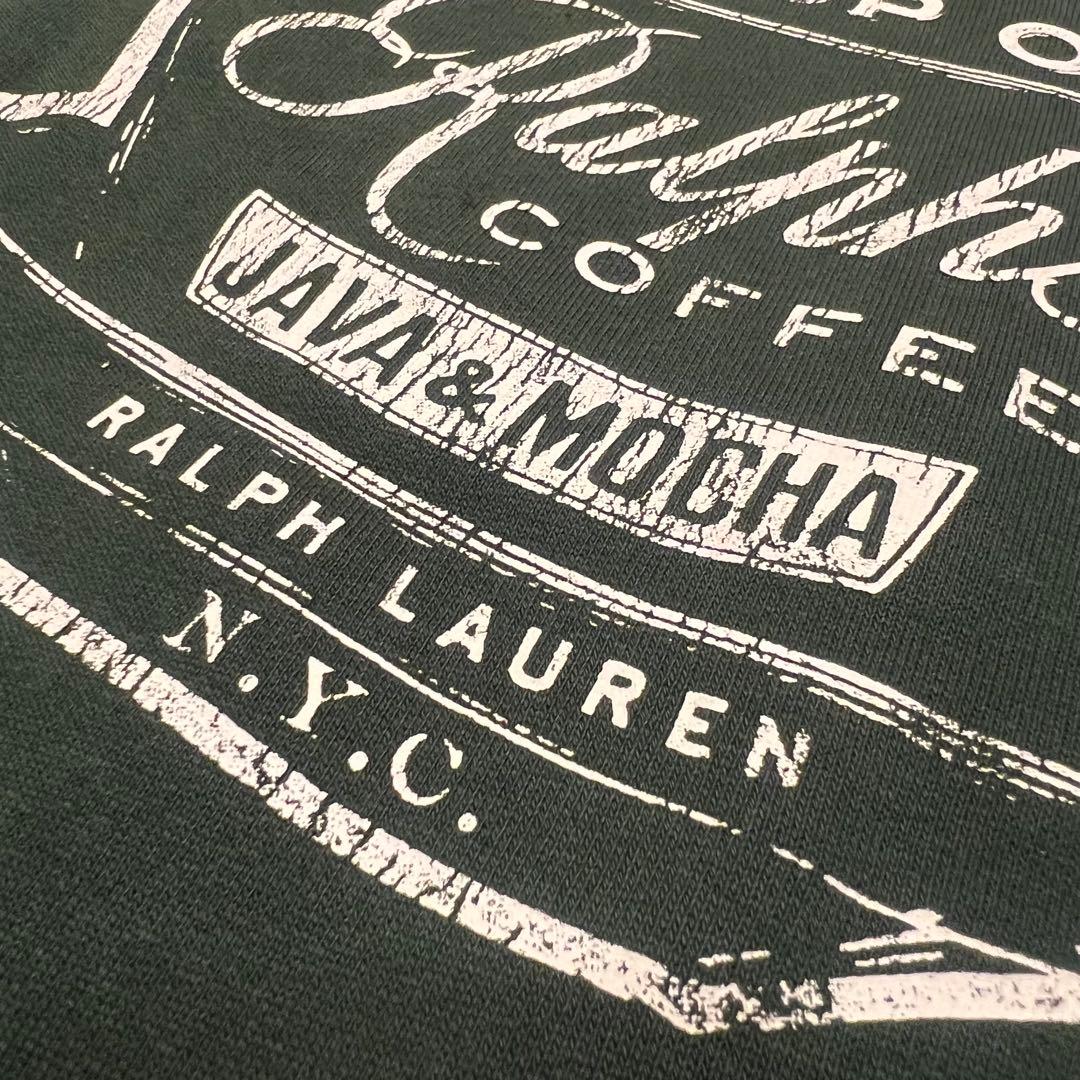 Ralph
COFFEE
JAVA & MOCHA
RALPH LAUREN
N.Y.C.